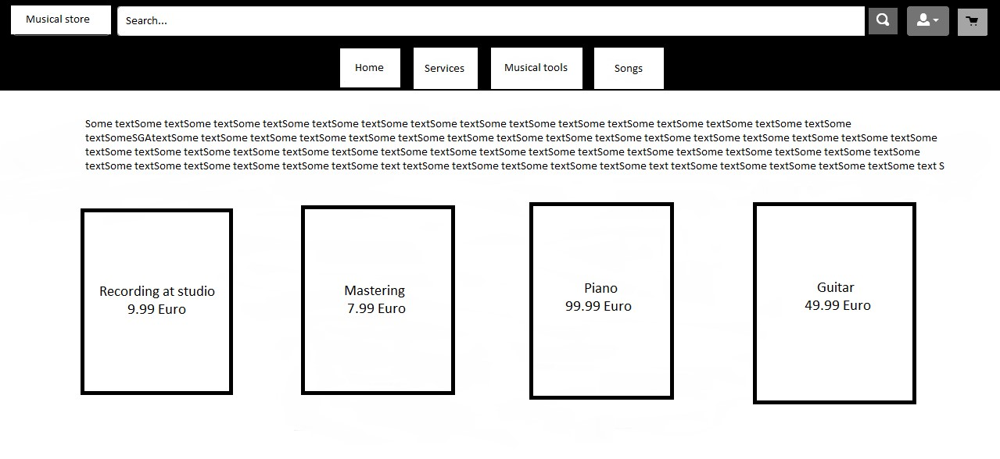 Musical store
Search...
Home
Services
Musical tools
Songs
Some textSome textSome textSome textSome textSome textSome textSome textSome textSome textSome textSome textSome textSome textSome textSome
textSomeSGAtextSome textSome textSome textSome textSome textSome textSome textSome textSome textSome textSome textSome textSome textSome textSome textSome
textSome textSome textSome textSome textSome textSome textSome textSome textSome textSome textSome textSome textSome textSome textSome textSome textSome
textSome textSome textSome textSome textSome textSome text textSome textSome textSome textSome textSome text textSome textSome textSome textSome textSome text S
Recording at studio
9.99 Euro
Mastering
7.99 Euro
Piano
99.99 Euro
Guitar
49.99 Euro